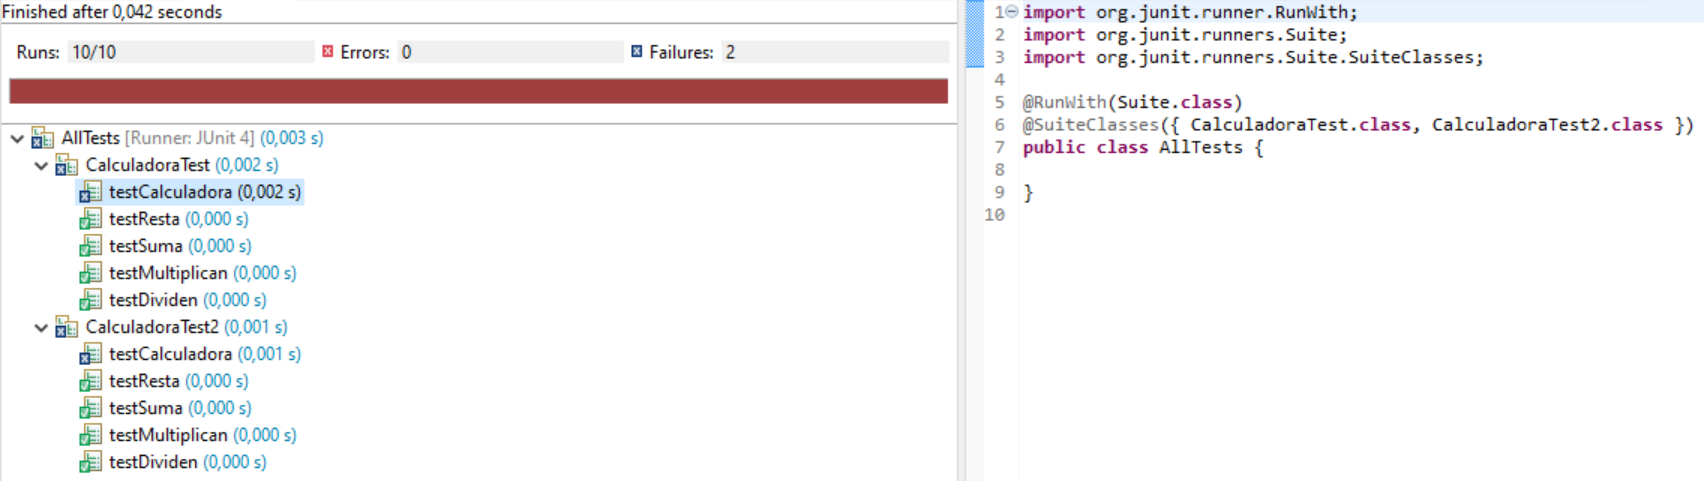 Finished after 0,042 seconds
Runs: 10/10 Errors: 0 Failures: 2
AllTests [Runner: JUnit 4] (0,003 s)
CalculadoraTest (0,002 s)
testCalculadora (0,002 s)
testResta (0,000 s)
testSuma (0,000 s)
testMultiplican (0,000 s)
testDividen (0,000 s)
CalculadoraTest2 (0,001 s)
testCalculadora (0,001 s)
testResta (0,000 s)
testSuma (0,000 s)
testMultiplican (0,000 s)
testDividen (0,000 s)
1 import org.junit.runner.RunWith;
2 import org.junit.runners.Suite;
3 import org.junit.runners.Suite.SuiteClasses;
4
5 @RunWith(Suite.class)
6 @SuiteClasses({ CalculadoraTest.class, CalculadoraTest2.class })
7 public class AllTests {
8
9 }
10